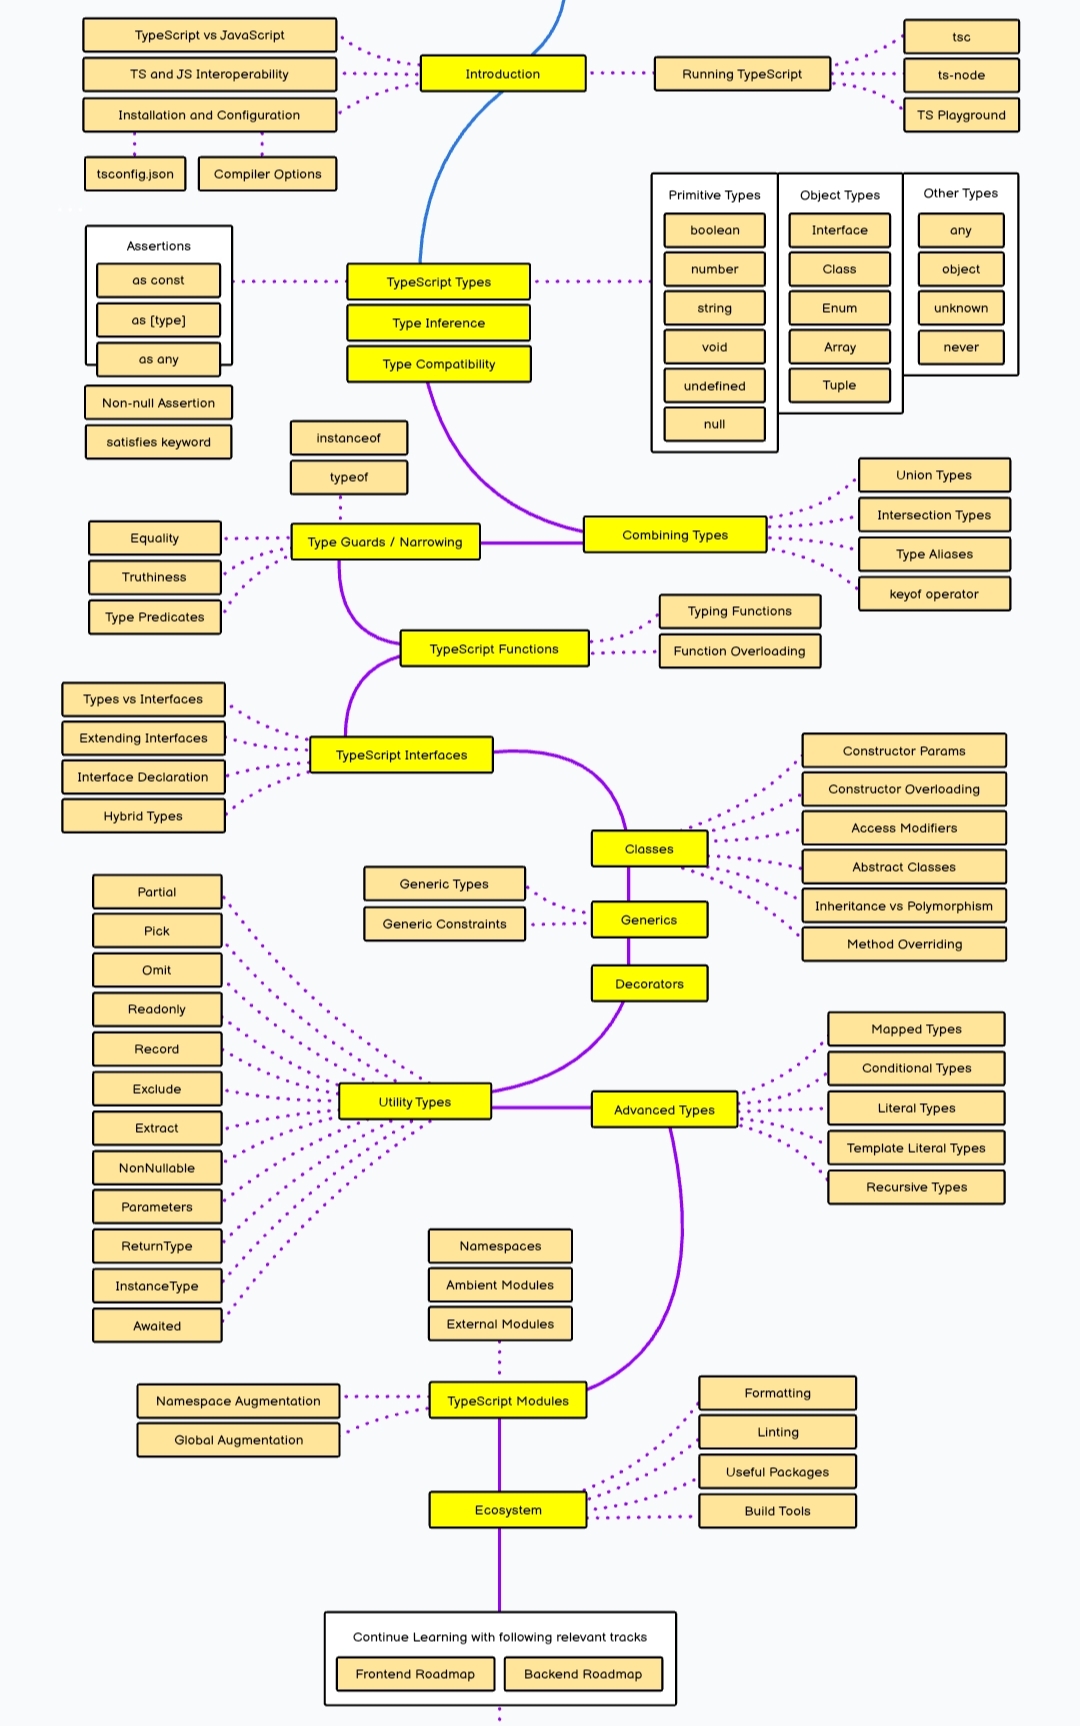 TypeScript vs JavaScript
TS and JS Interoperability
Installation and Configuration
tsconfig.json
Compiler Options
Introduction
Running TypeScript
tsc
ts-node
TS Playground
Assertions
as const
as [type]
as any
Non-null Assertion
satisfies keyword
TypeScript Types
Type Inference
Type Compatibility
Primitive Types
boolean
number
string
void
undefined
null
Object Types
Interface
Class
Enum
Array
Tuple
Other Types
any
object
unknown
never
instanceof
typeof
Equality
Truthiness
Type Predicates
Type Guards / Narrowing
Combining Types
Union Types
Intersection Types
Type Aliases
keyof operator
TypeScript Functions
Typing Functions
Function Overloading
Types vs Interfaces
Extending Interfaces
Interface Declaration
Hybrid Types
TypeScript Interfaces
Classes
Constructor Params
Constructor Overloading
Access Modifiers
Abstract Classes
Inheritance vs Polymorphism
Method Overriding
Generic Types
Generic Constraints
Generics
Decorators
Partial
Pick
Omit
Readonly
Record
Exclude
Extract
NonNullable
Parameters
ReturnType
InstanceType
Awaited
Utility Types
Advanced Types
Mapped Types
Conditional Types
Literal Types
Template Literal Types
Recursive Types
Namespaces
Ambient Modules
External Modules
Namespace Augmentation
Global Augmentation
TypeScript Modules
Ecosystem
Formatting
Linting
Useful Packages
Build Tools
Continue Learning with following relevant tracks
Frontend Roadmap
Backend Roadmap